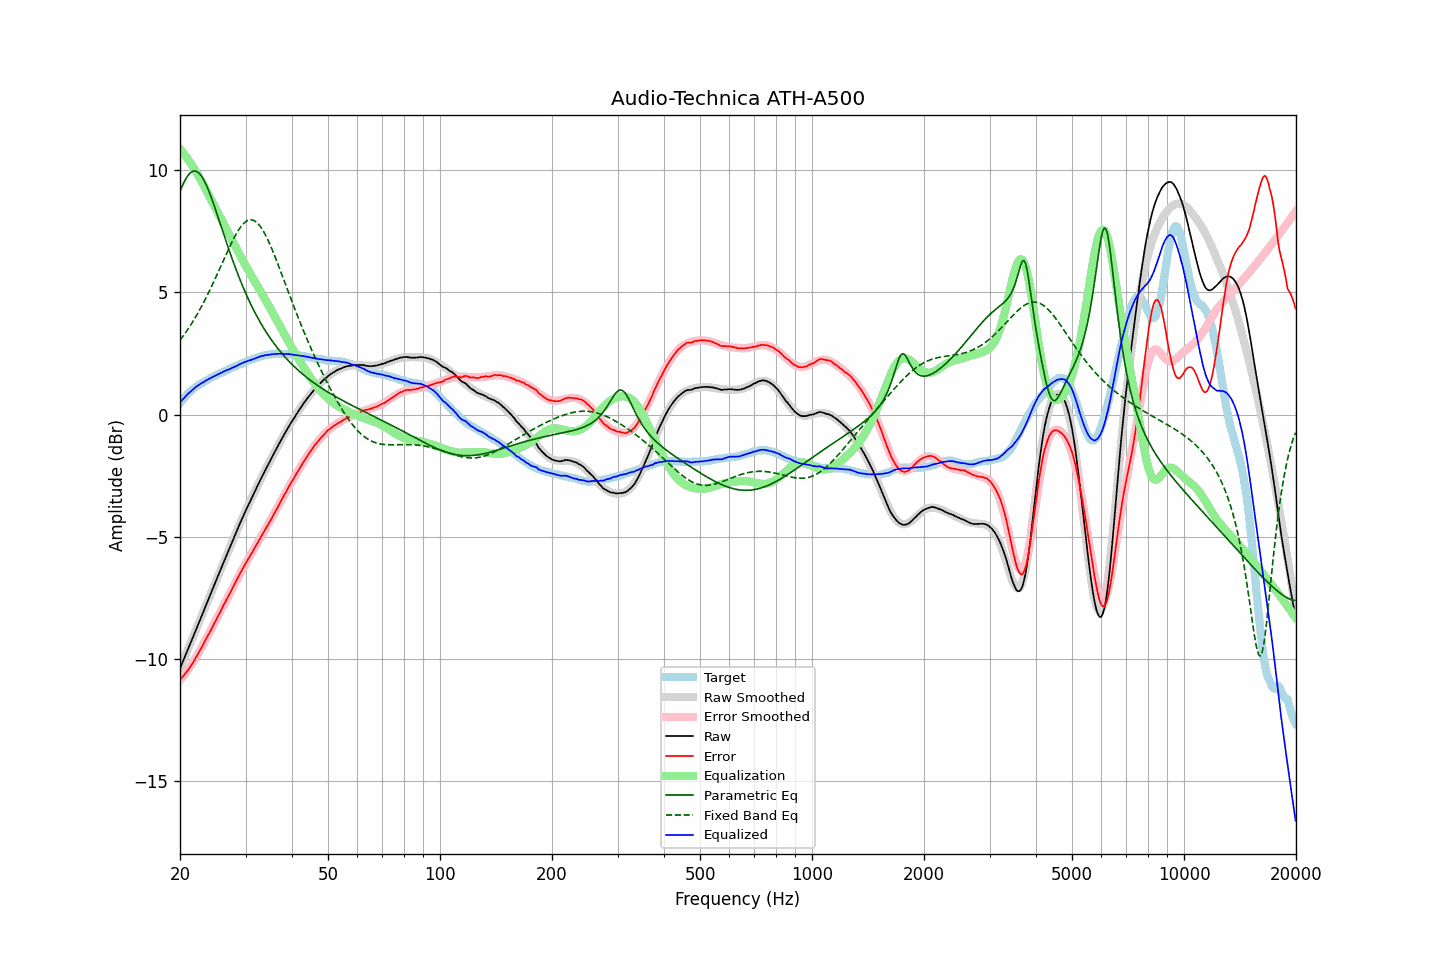 Audio-Technica ATH-A500
Amplitude (dBr)
10
5
0
−5
−10
−15
Target
Raw Smoothed
Error Smoothed
Raw
Error
Equalization
Parametric Eq
Fixed Band Eq
Equalized
20
50
100
200
500
1000
2000
5000
10000
20000
Frequency (Hz)